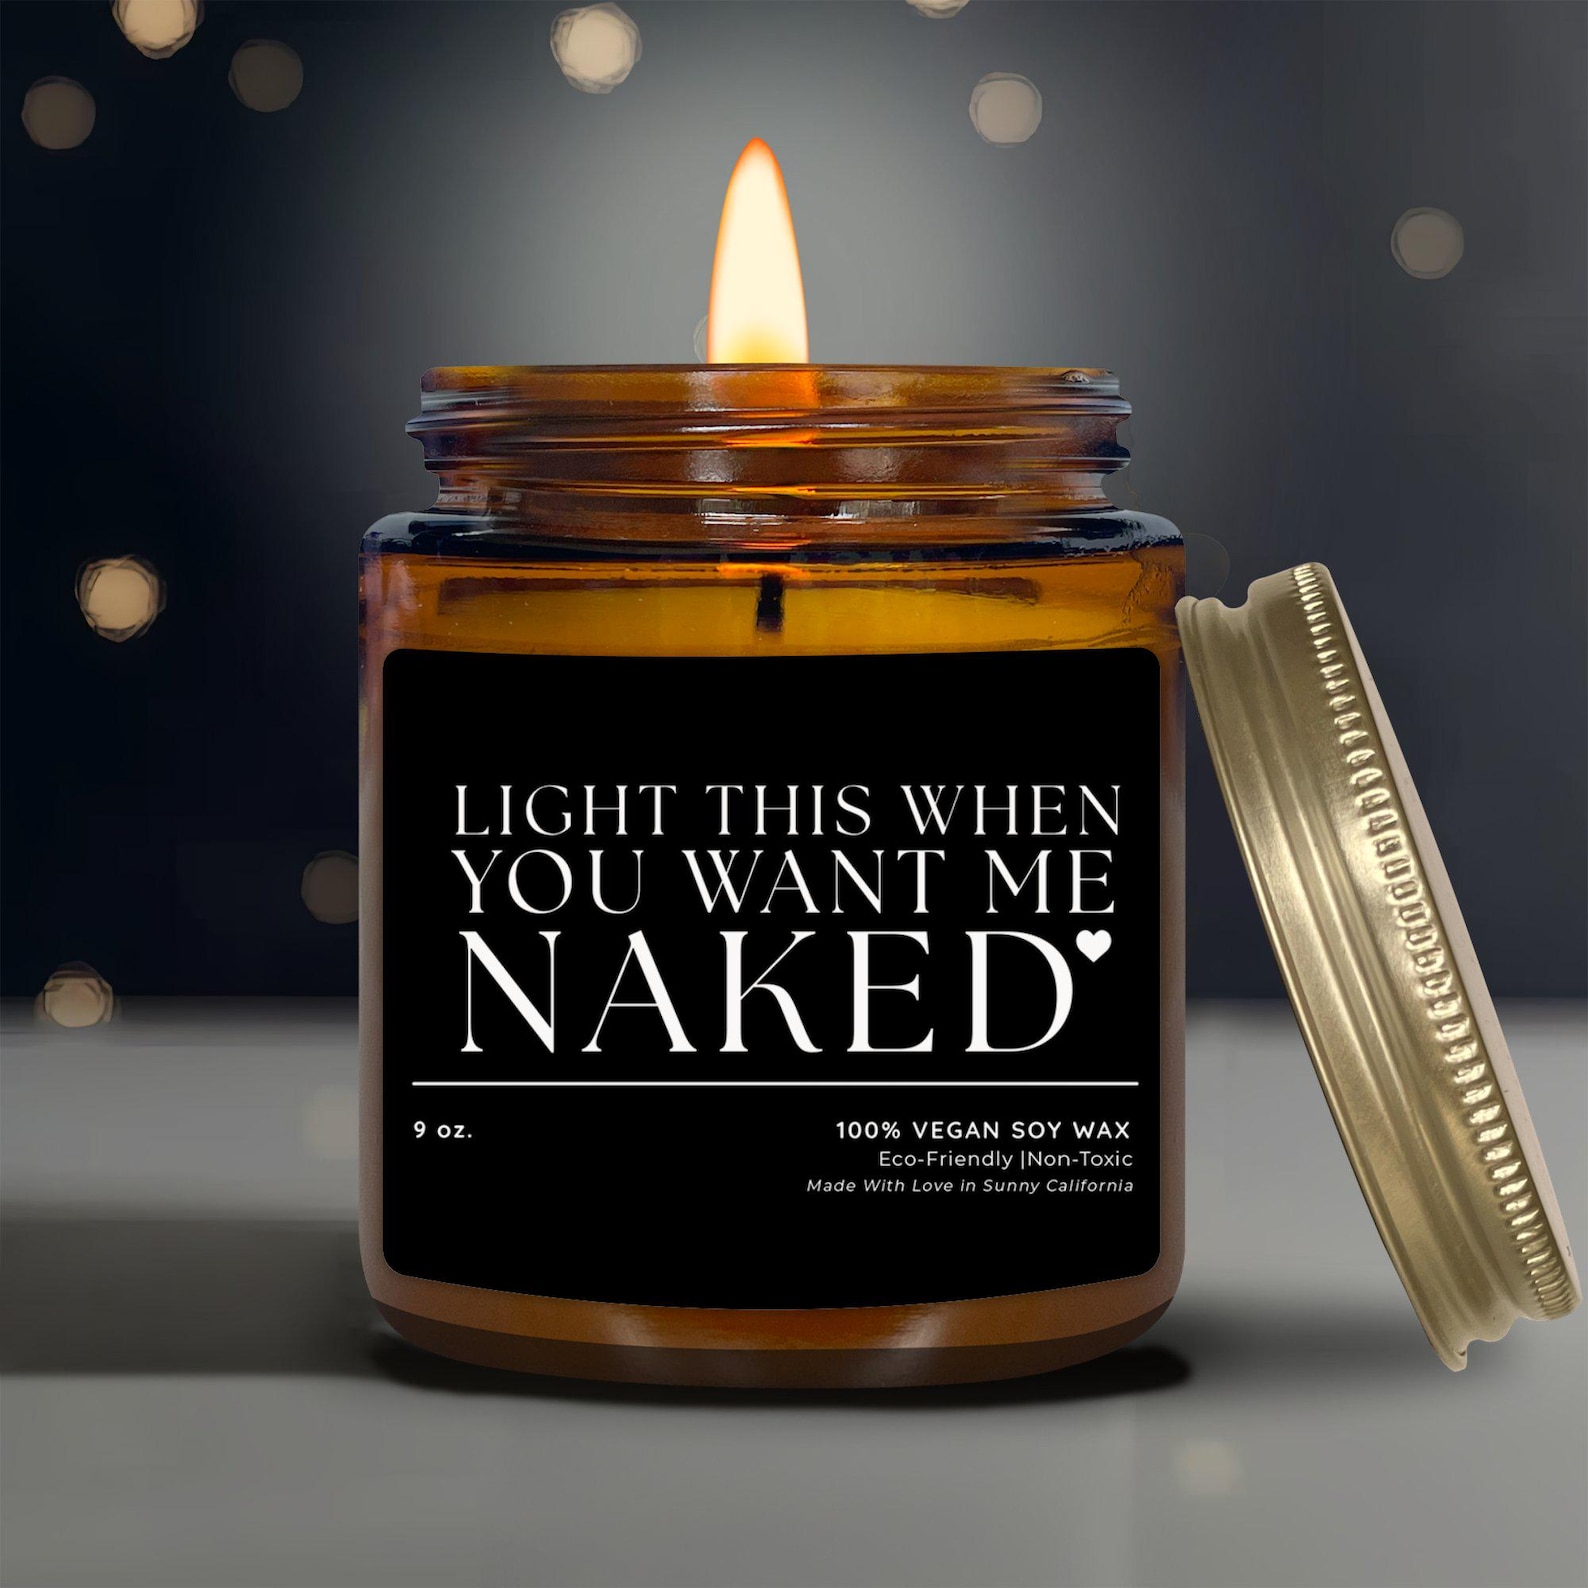 LIGHT THIS WHEN
YOU WANT ME
NAKED♥
9 oz.
100% VEGAN SOY WAX
Eco-Friendly |Non-Toxic
Made With Love in Sunny California